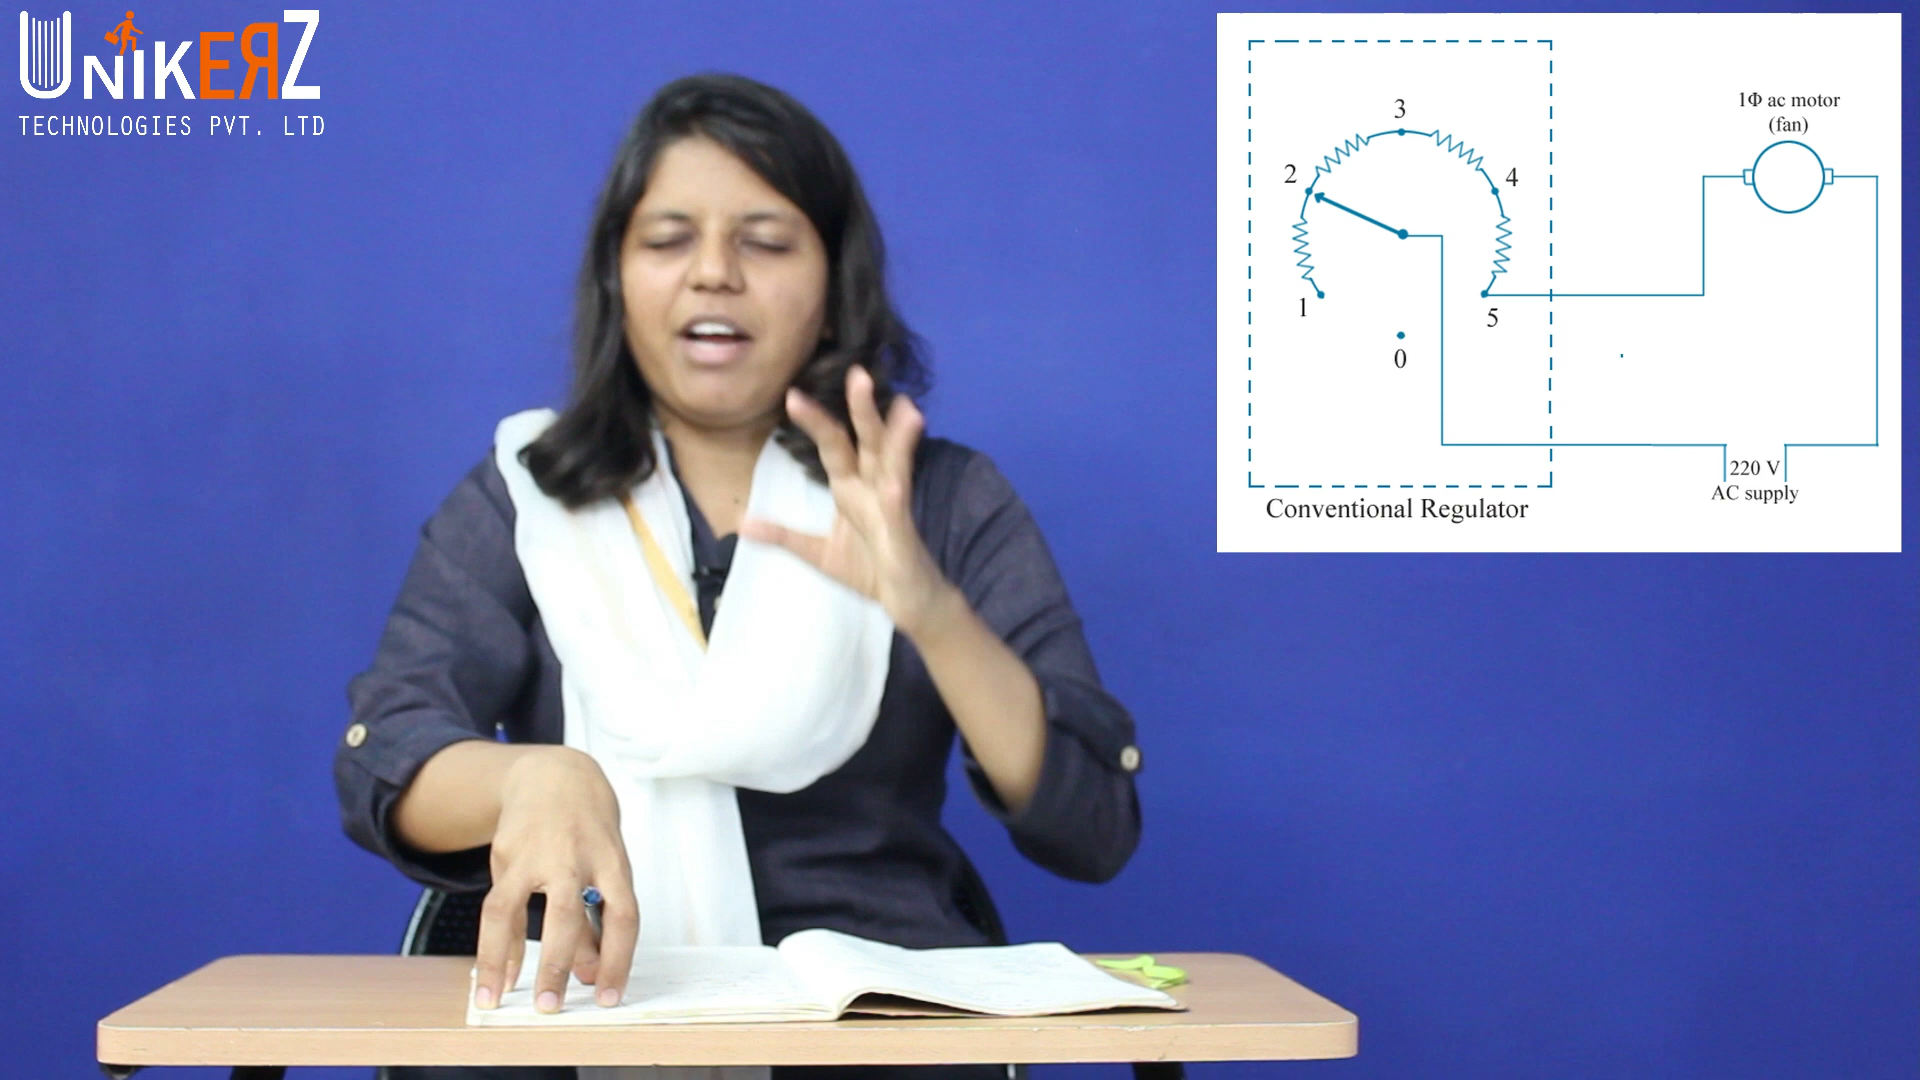 UNIKERZ
TECHNOLOGIES PVT. LTD
3
2
4
1
5
0
1Φ ac motor
(fan)
220 V
AC supply
Conventional Regulator